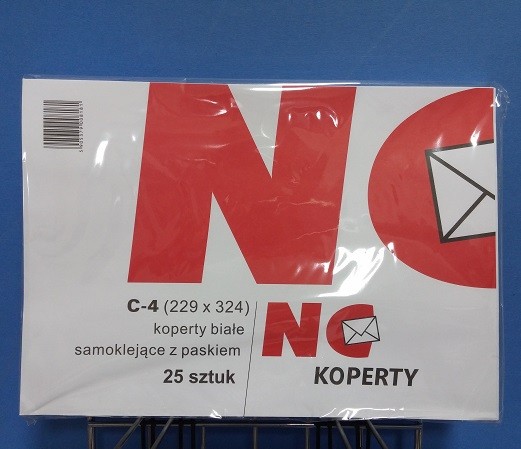 NC
C-4 (229 x 324)
koperty białe
samoklejące z paskiem
25 sztuk
NC
KOPERTY